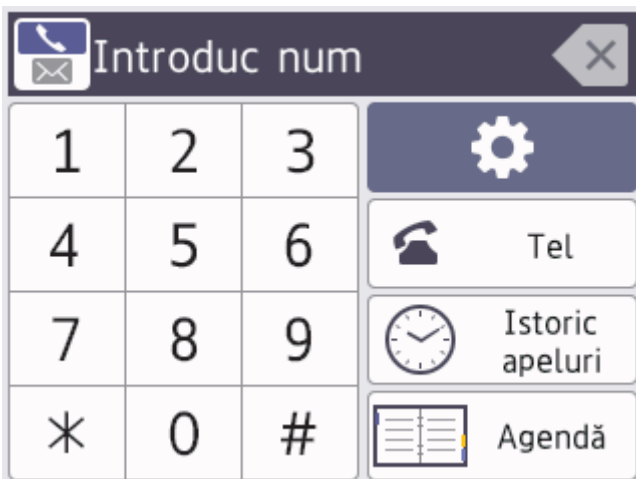 Introduc num
1 2 3
4 5 6
Tel
7 8 9
Istoric
apeluri
* 0 #
Agendă